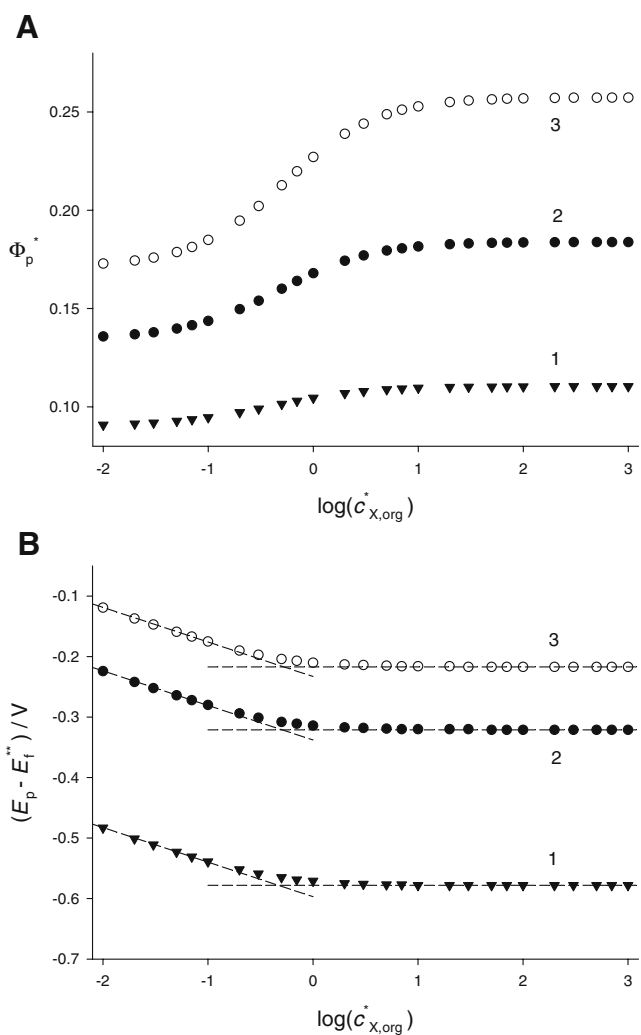 A
0.25
3
0.20
2
Φp*
0.15
1
0.10
-2 -1 0 1 2 3
log(c*X,org)
B
-0.1
3
-0.2
-0.3
2
(Ep - Ef**) / V
-0.4
-0.5
1
-0.6
-0.7
-2 -1 0 1 2 3
log(c*X,org)